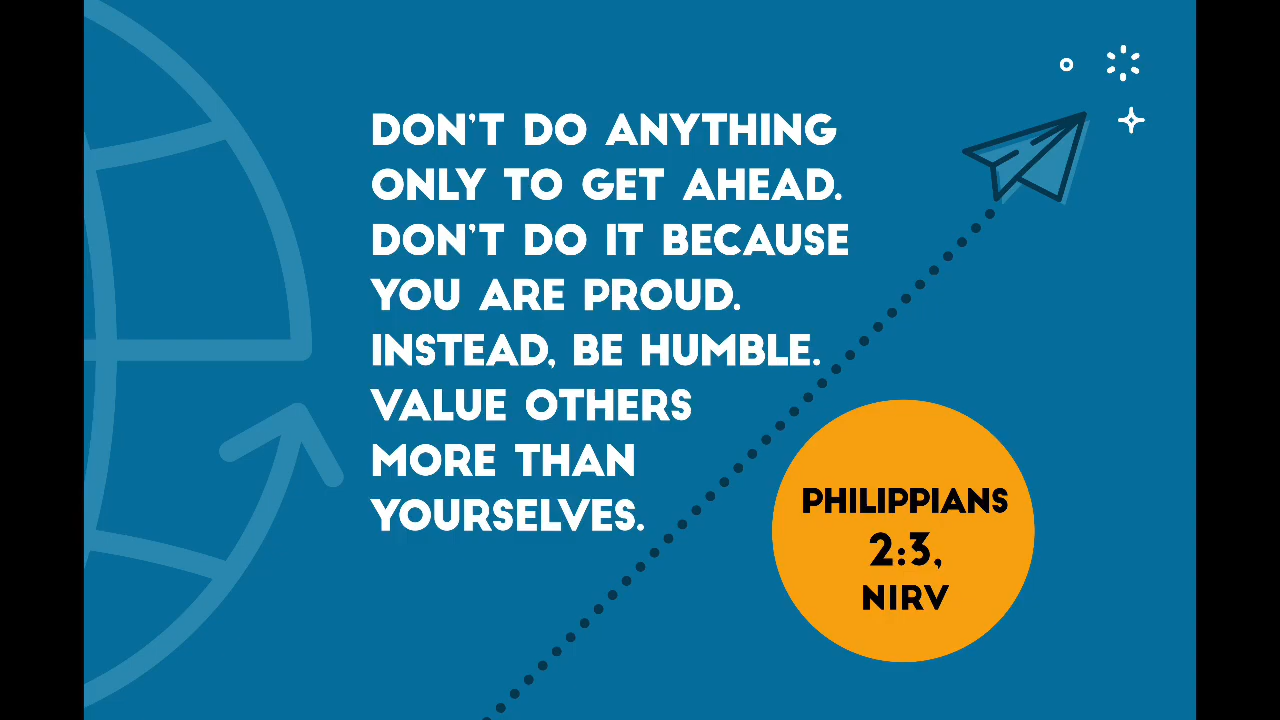 DON'T DO ANYTHING
ONLY TO GET AHEAD.
DON'T DO IT BECAUSE
YOU ARE PROUD.
INSTEAD, BE HUMBLE.
VALUE OTHERS
MORE THAN
YOURSELVES.
PHILIPPIANS
2:3,
NIRV